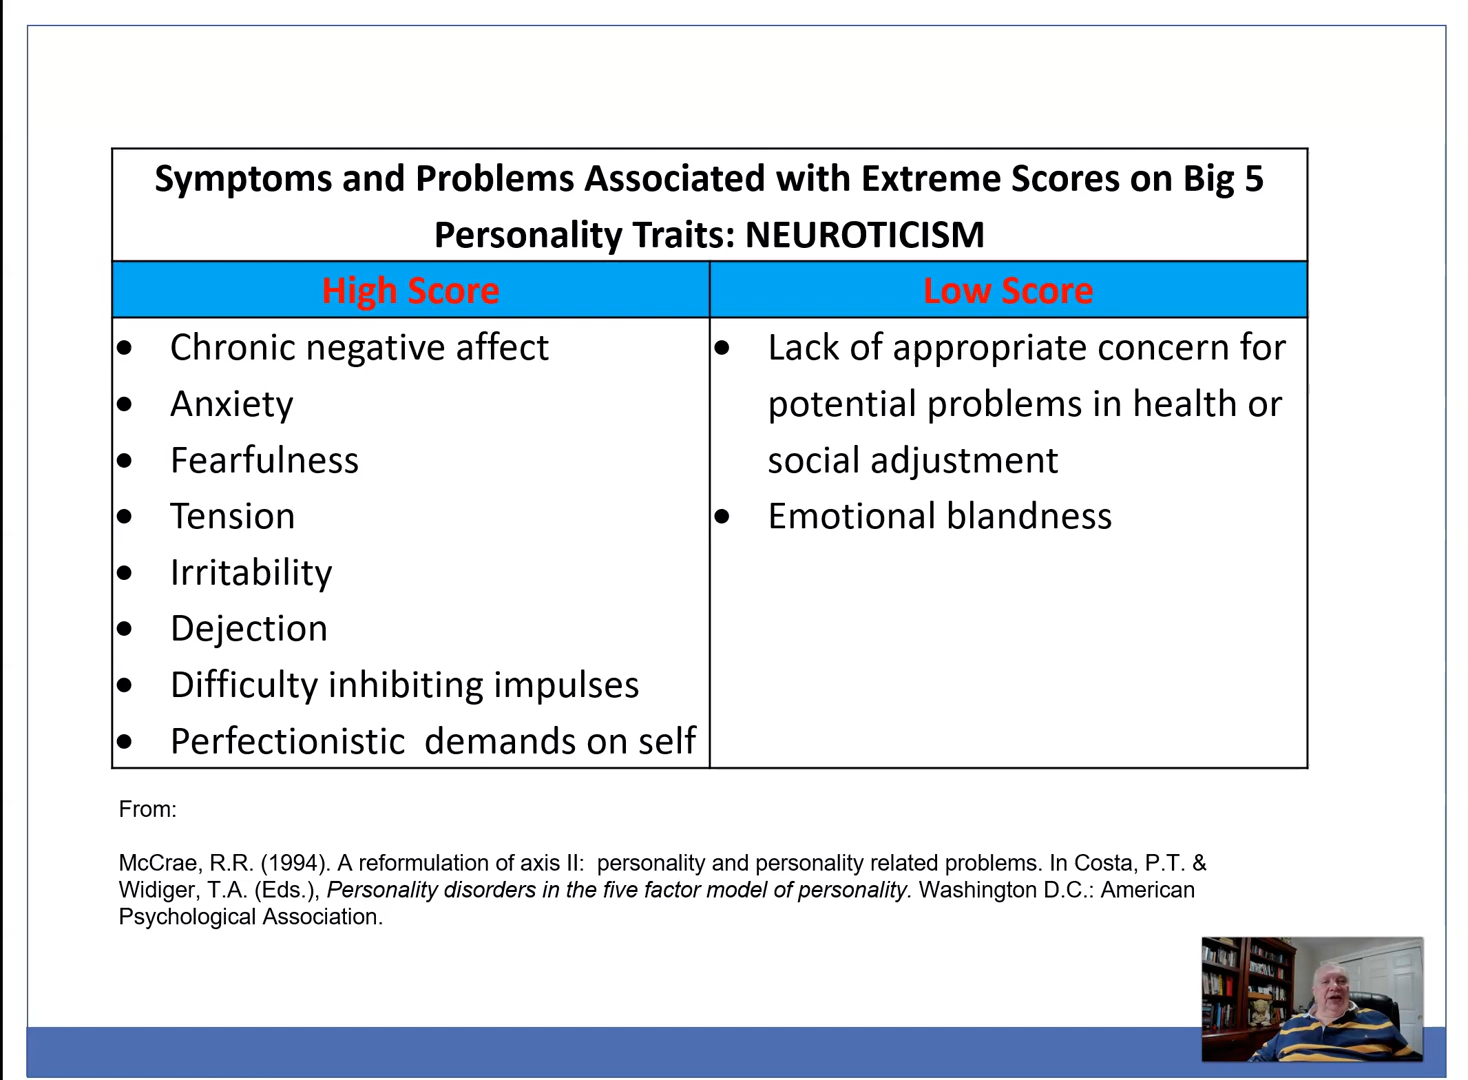 Symptoms and Problems Associated with Extreme Scores on Big 5
Personality Traits: NEUROTICISM
High Score
Low Score
• Chronic negative affect
• Anxiety
• Fearfulness
• Tension
• Irritability
• Dejection
• Difficulty inhibiting impulses
• Perfectionistic  demands on self
• Lack of appropriate concern for
potential problems in health or
social adjustment
• Emotional blandness
From:
McCrae, R.R. (1994). A reformulation of axis II:  personality and personality related problems. In Costa, P.T. &
Widiger, T.A. (Eds.), Personality disorders in the five factor model of personality. Washington D.C.: American
Psychological Association.